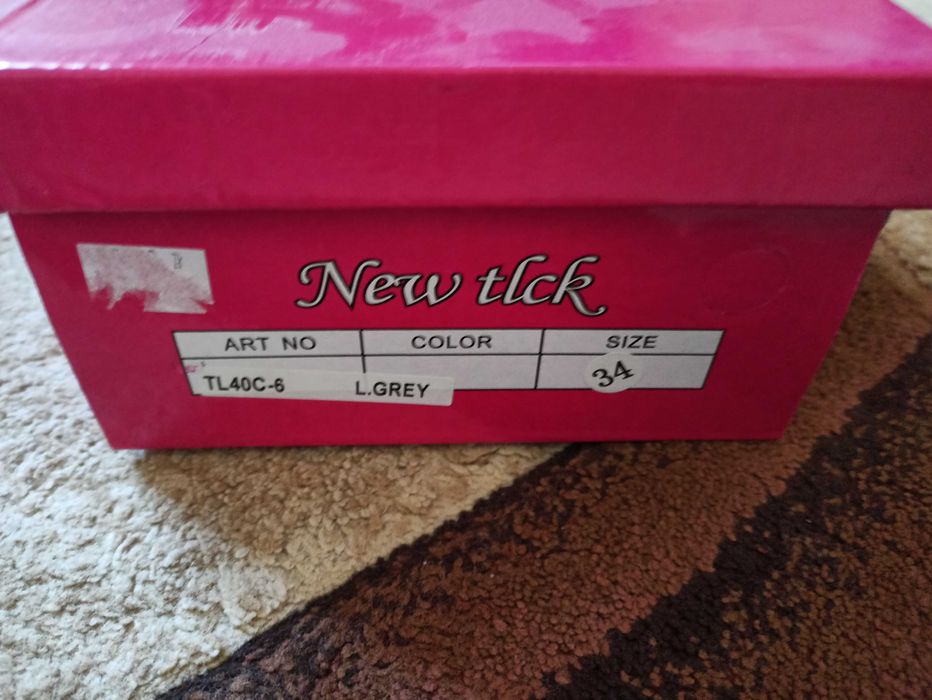 New tlck
ART NO COLOR SIZE
TL40C-6 L.GREY 34